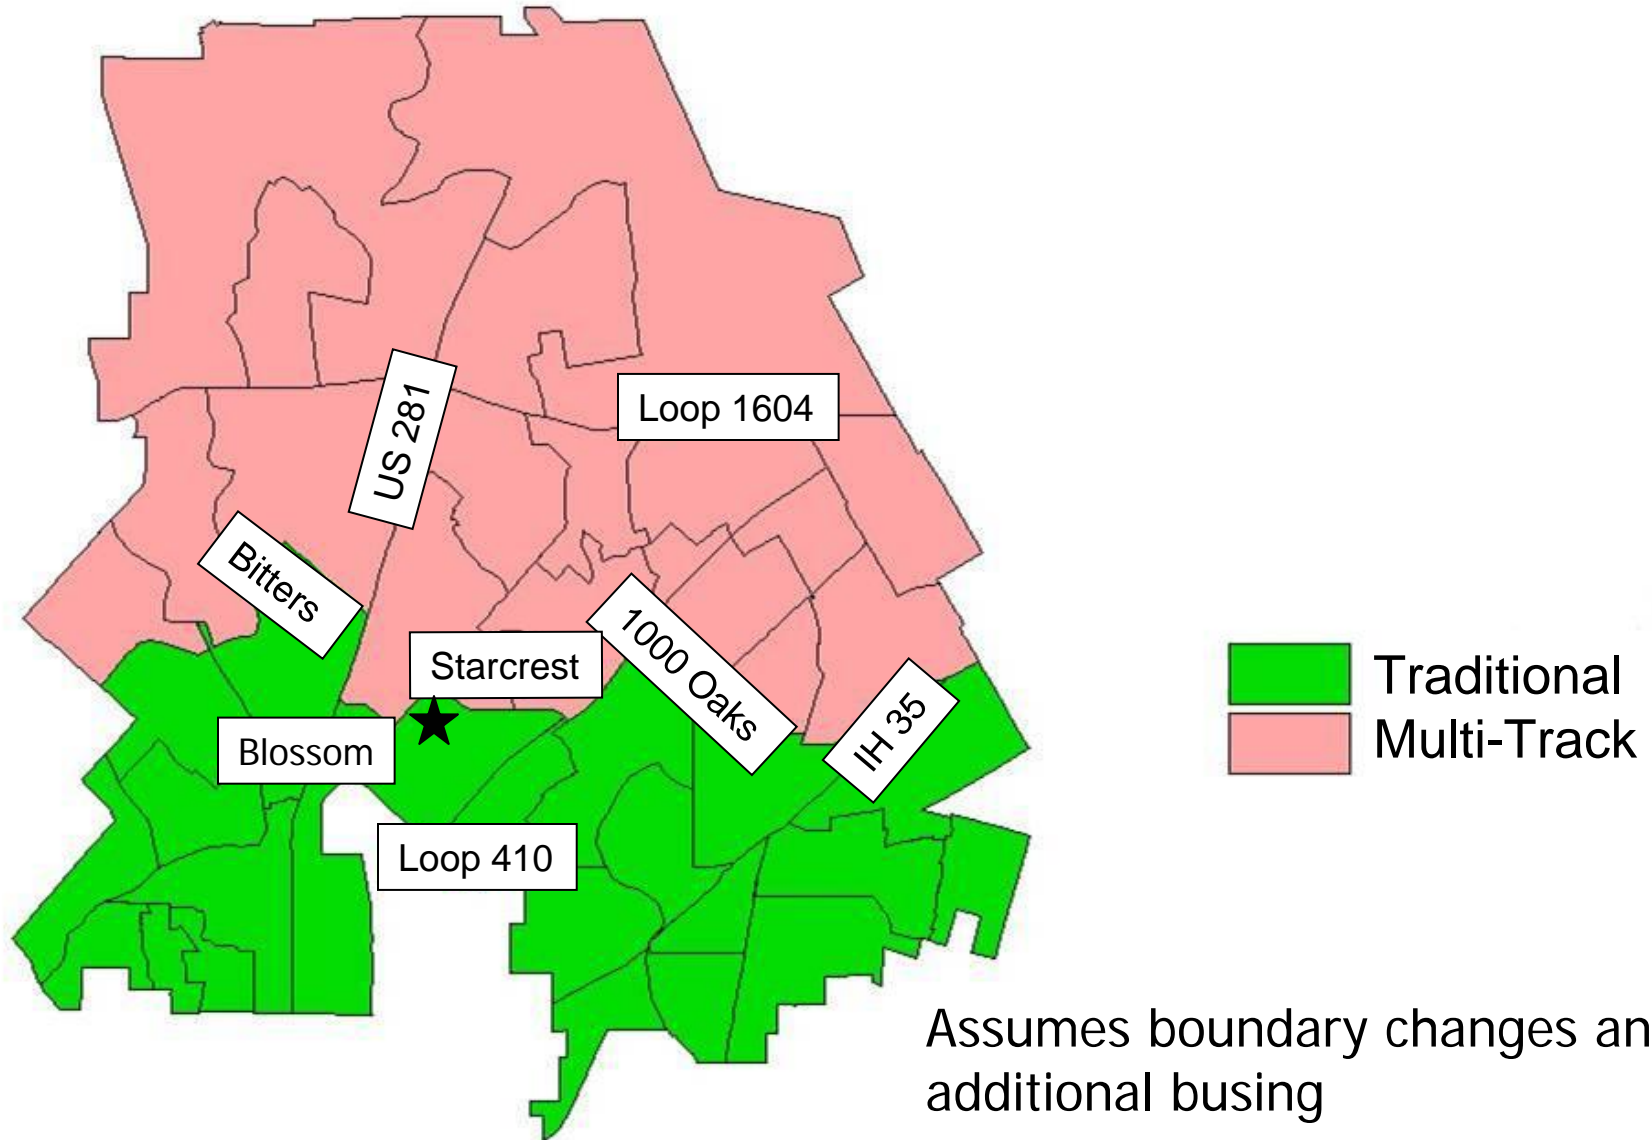 Loop 1604
US 281
Bitters
Starcrest
1000 Oaks
Blossom
IH 35
Loop 410
Traditional
Multi-Track
Assumes boundary changes an
additional busing